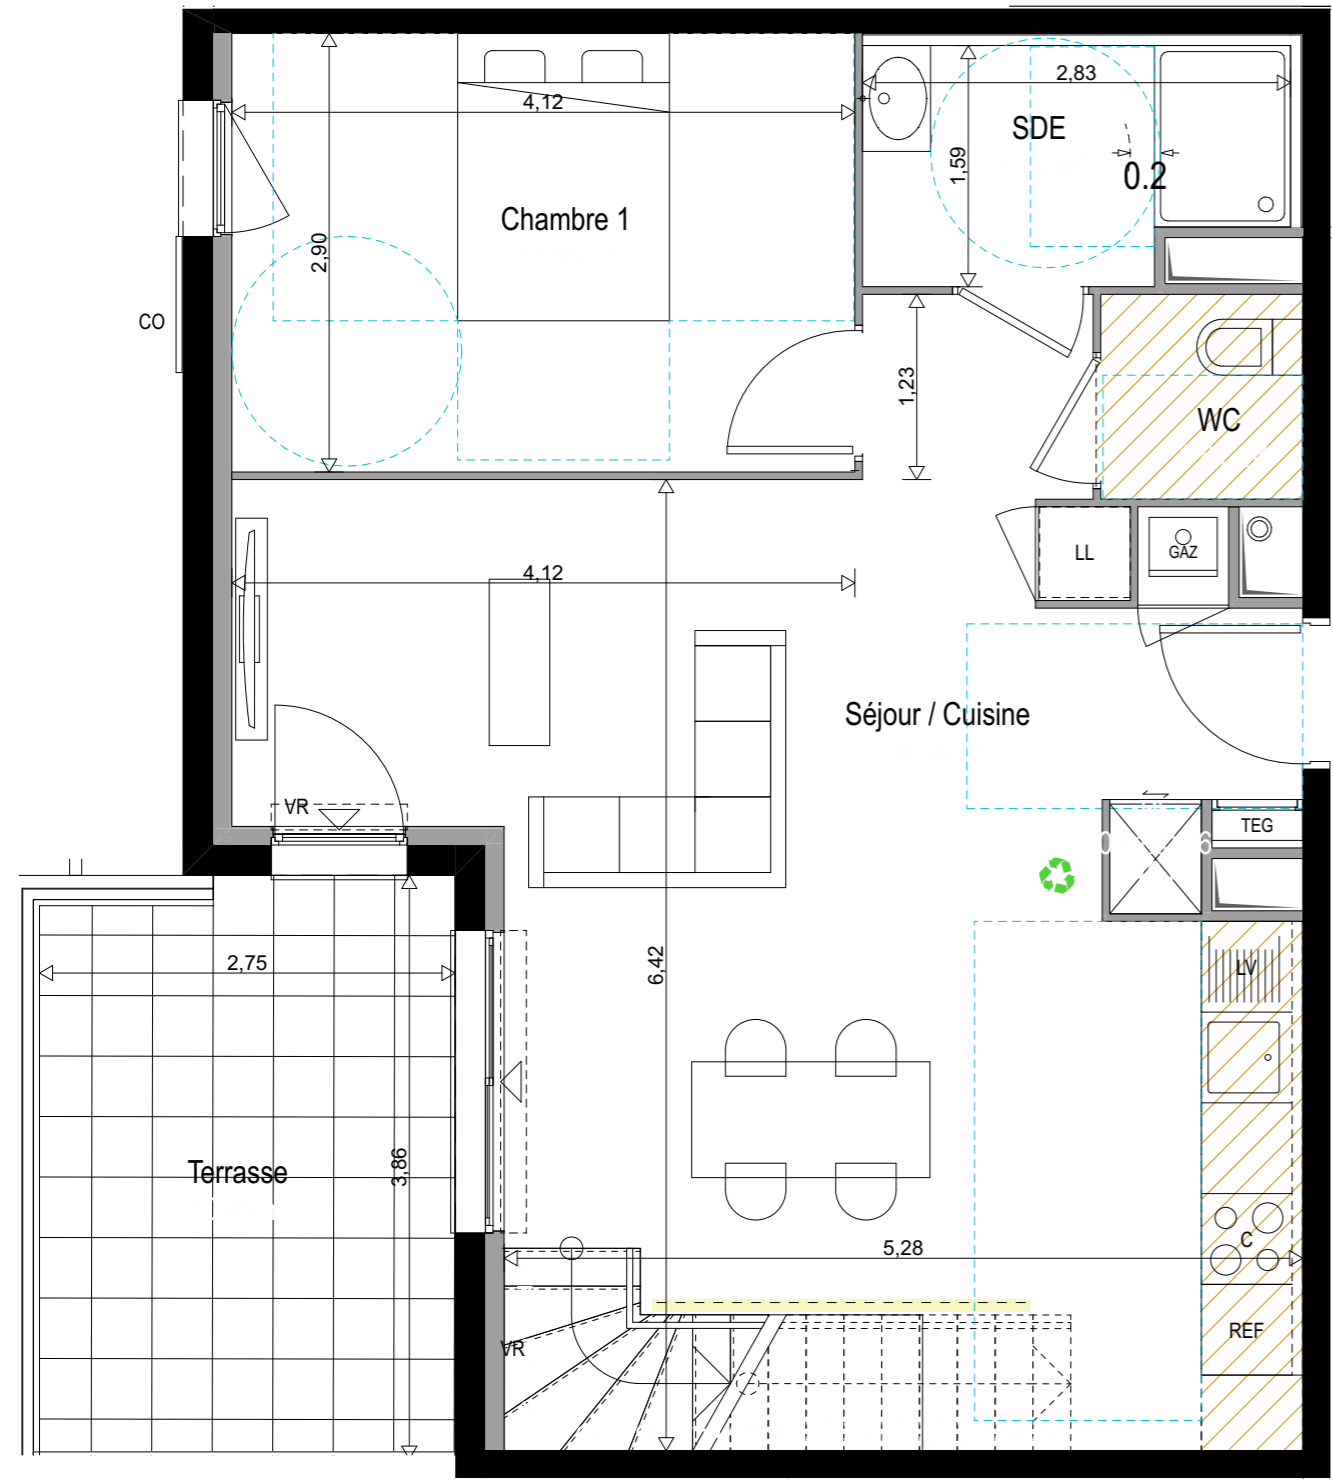 2,83
4,12
SDE
1,59
0.2
Chambre 1
2,90
CO
1,23
WC
LL
GAZ
4,12
Séjour / Cuisine
VR
TEG
6,42
2,75
LV
Terrasse
3,86
5,28
C
REF
VR